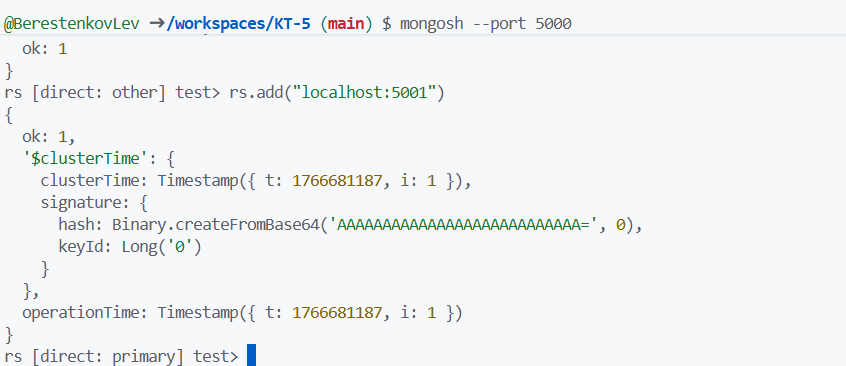 @BerestenkovLev ➜/workspaces/KT-5 (main) $ mongosh --port 5000
  ok: 1
}
rs [direct: other] test> rs.add("localhost:5001")
{
  ok: 1,
  '$clusterTime': {
    clusterTime: Timestamp({ t: 1766681187, i: 1 }),
    signature: {
      hash: Binary.createFromBase64('AAAAAAAAAAAAAAAAAAAAAAAAAAA=', 0),
      keyId: Long('0')
    }
  },
  operationTime: Timestamp({ t: 1766681187, i: 1 })
}
rs [direct: primary] test>